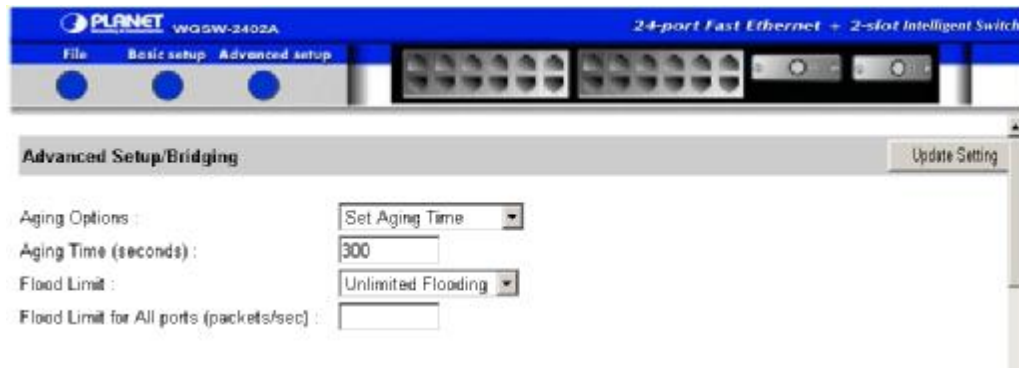 PLANET WGSW-2402A
24-port Fast Ethernet + 2-slot Intelligent Switch
File Basic setup Advanced setup
Advanced Setup/Bridging
Update Setting
Aging Options : Set Aging Time
Aging Time (seconds) : 300
Flood Limit : Unlimited Flooding
Flood Limit for All ports (packets/sec) :